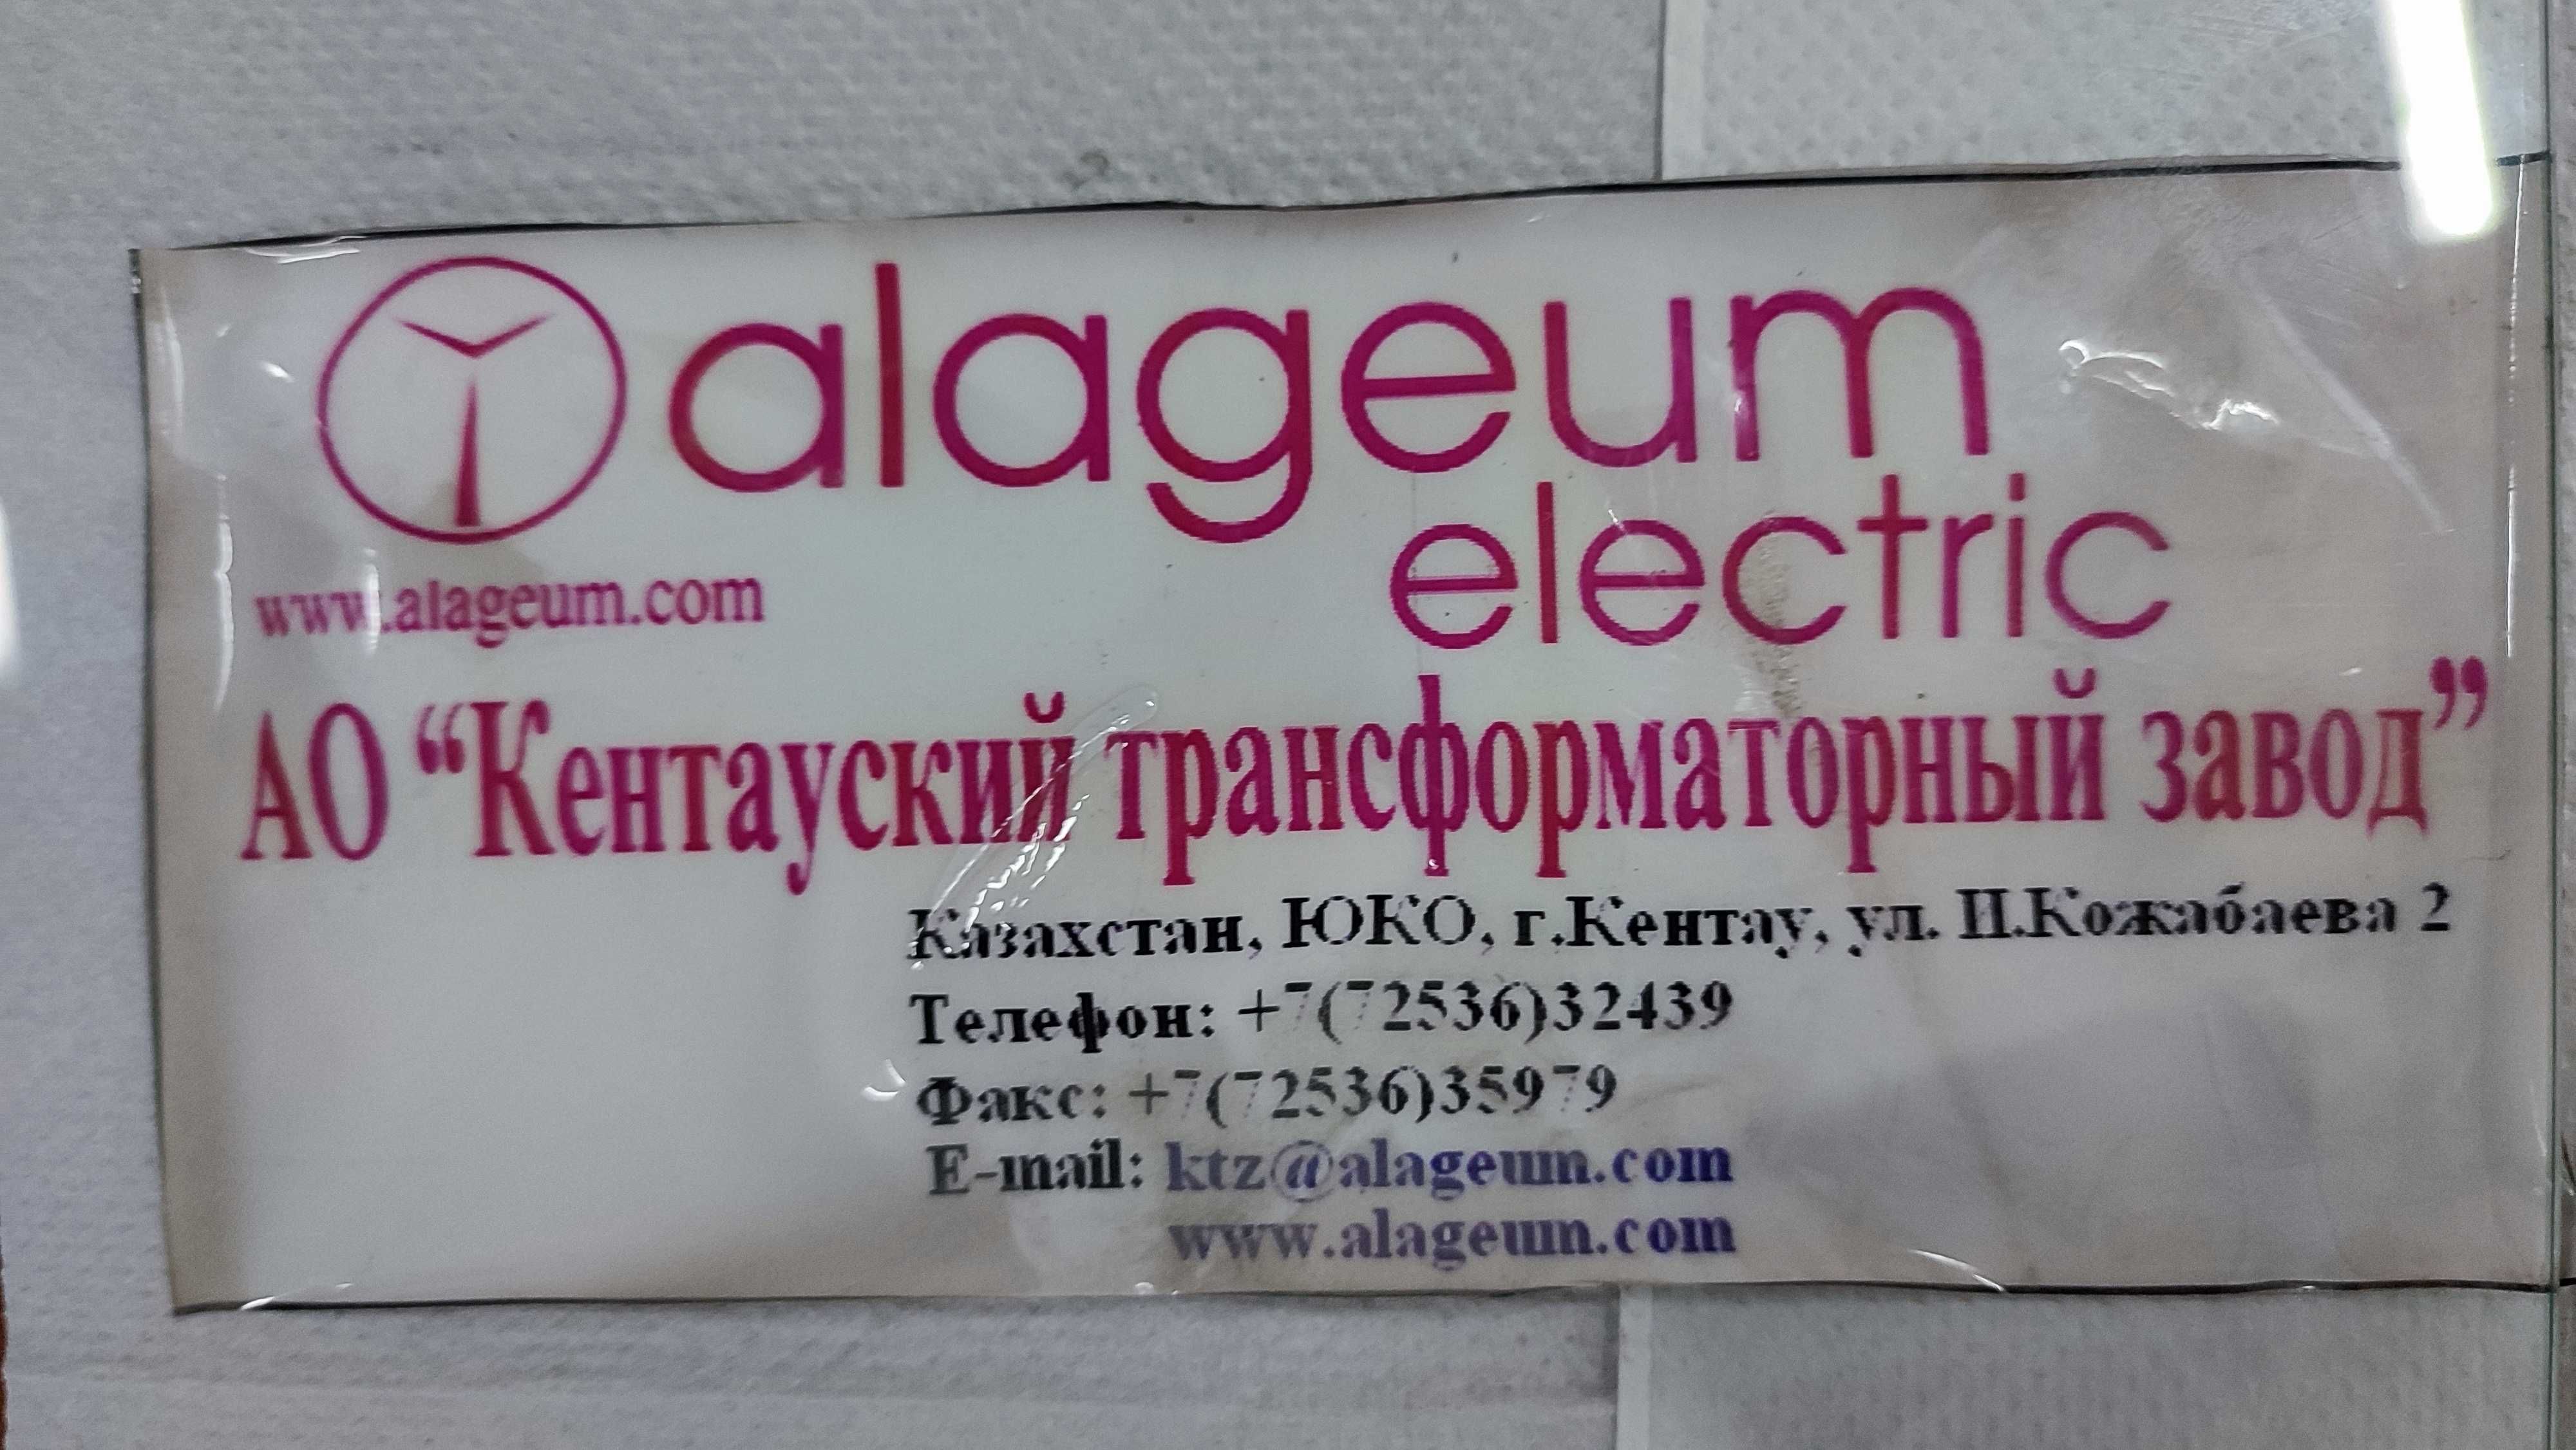 alageum
electric
www.alageum.com
АО “Кентауский трансформаторный завод”
Казахстан, ЮКО, г.Кентау, ул. И.Кожабаева 2
Телефон: +7(72536)32439
Факс: +7(72536)35979
E-mail: ktz@alageum.com
www.alageum.com